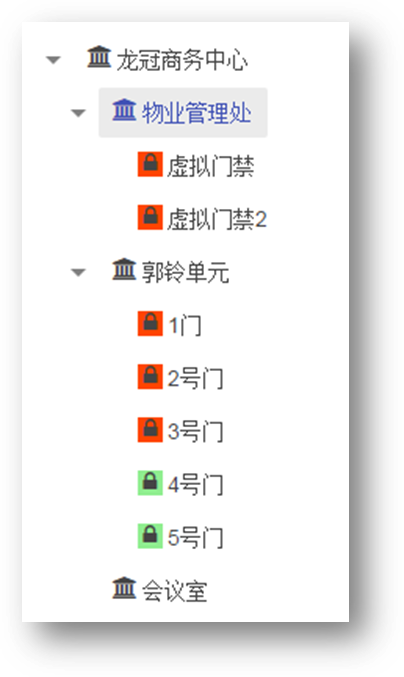 龙冠商务中心
物业管理处
虚拟门禁
虚拟门禁2
郭铃单元
1门
2号门
3号门
4号门
5号门
会议室